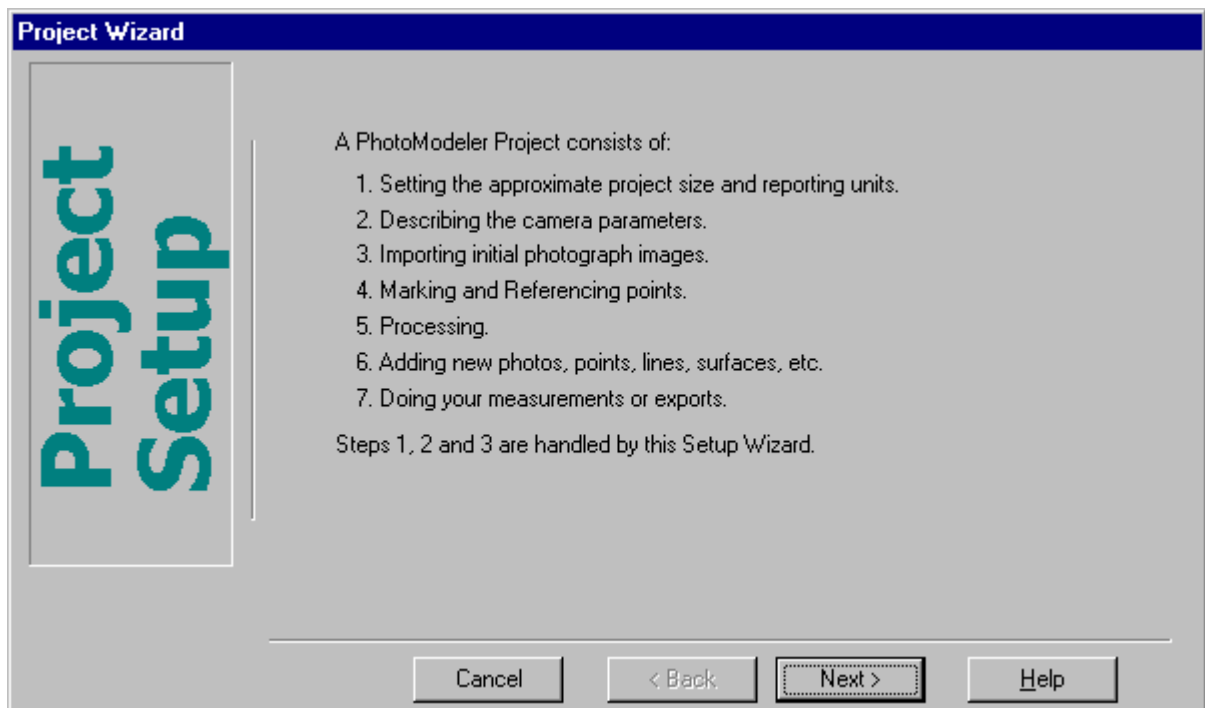 Project Wizard
Project
Setup
A PhotoModeler Project consists of:
1. Setting the approximate project size and reporting units.
2. Describing the camera parameters.
3. Importing initial photograph images.
4. Marking and Referencing points.
5. Processing.
6. Adding new photos, points, lines, surfaces, etc.
7. Doing your measurements or exports.
Steps 1, 2 and 3 are handled by this Setup Wizard.
Cancel
< Back
Next >
Help